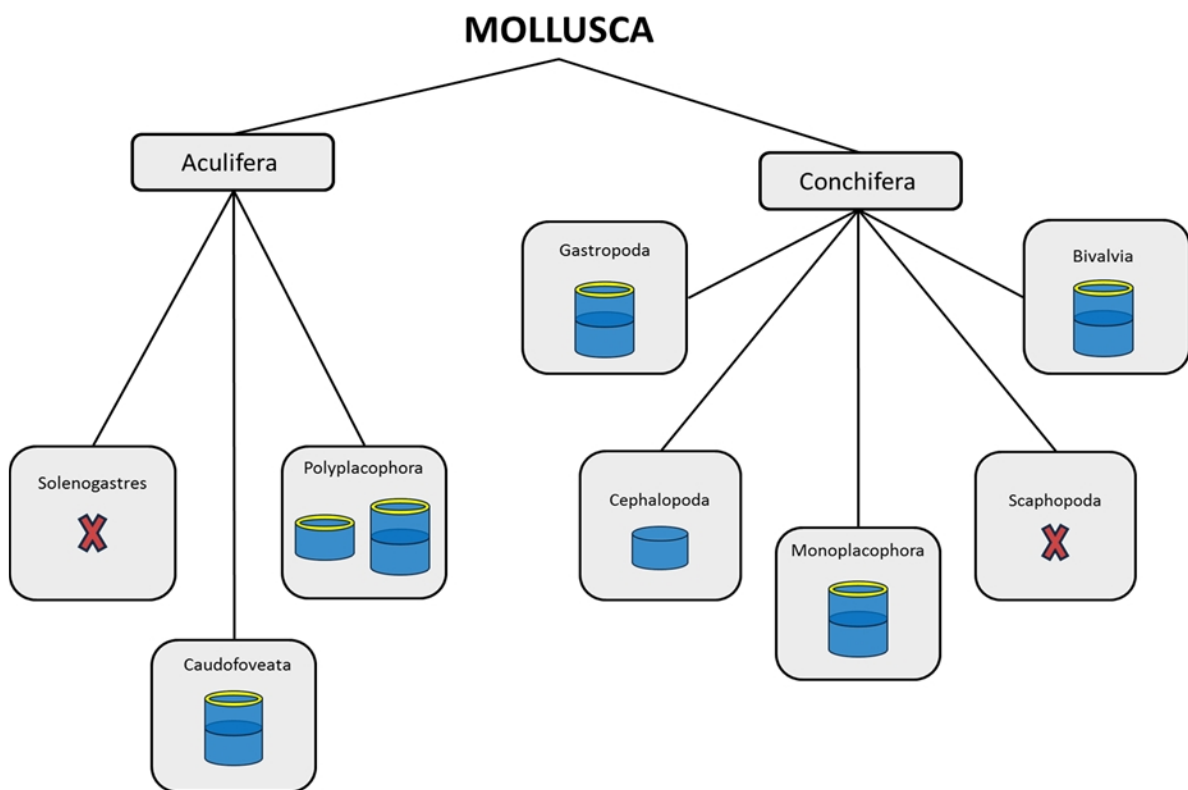 MOLLUSCA
Aculifera
Conchifera
Gastropoda
Bivalvia
Solenogastres
Polyplacophora
Cephalopoda
Scaphopoda
Monoplacophora
Caudofoveata